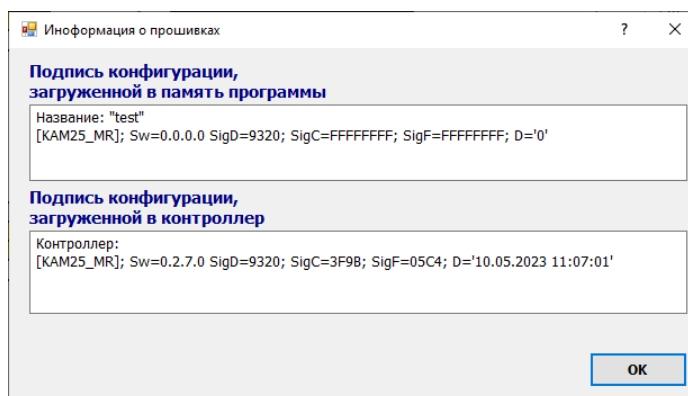 Иноформация о прошивках
Подпись конфигурации,
загруженной в память программы
Название: "test"
[KAM25_MR]; Sw=0.0.0.0 SigD=9320; SigC=FFFFFFFF; SigF=FFFFFFFF; D='0'
Подпись конфигурации,
загруженной в контроллер
Контроллер:
[KAM25_MR]; Sw=0.2.7.0 SigD=9320; SigC=3F9B; SigF=05C4; D='10.05.2023 11:07:01'
OK